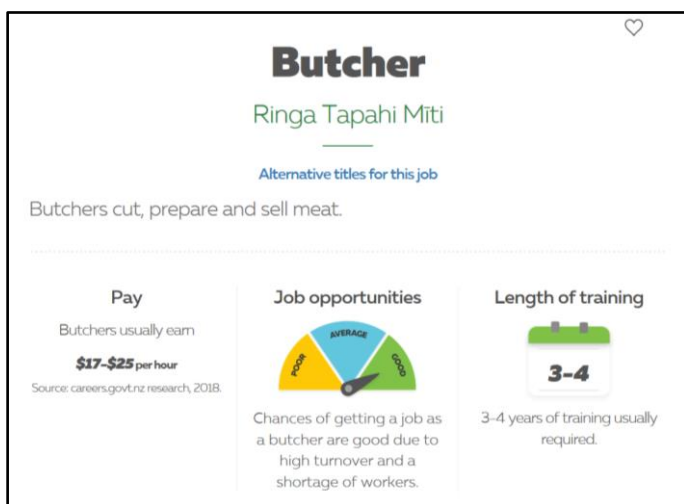 Butcher
Ringa Tapahi Mīti
Alternative titles for this job
Butchers cut, prepare and sell meat.
Pay
Butchers usually earn
$17-$25 per hour
Source: careers.govt.nz research, 2018.
Job opportunities
POOR
AVERAGE
GOOD
Chances of getting a job as
a butcher are good due to
high turnover and a
shortage of workers.
Length of training
3-4
3-4 years of training usually
required.